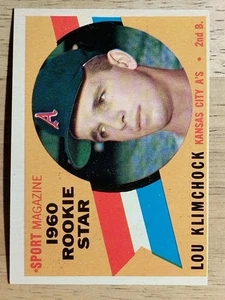 *SPORT MAGAZINE
1960
ROOKIE
STAR
A
LOU KLIMCHOCK
KANSAS CITY A'S * 2nd B.